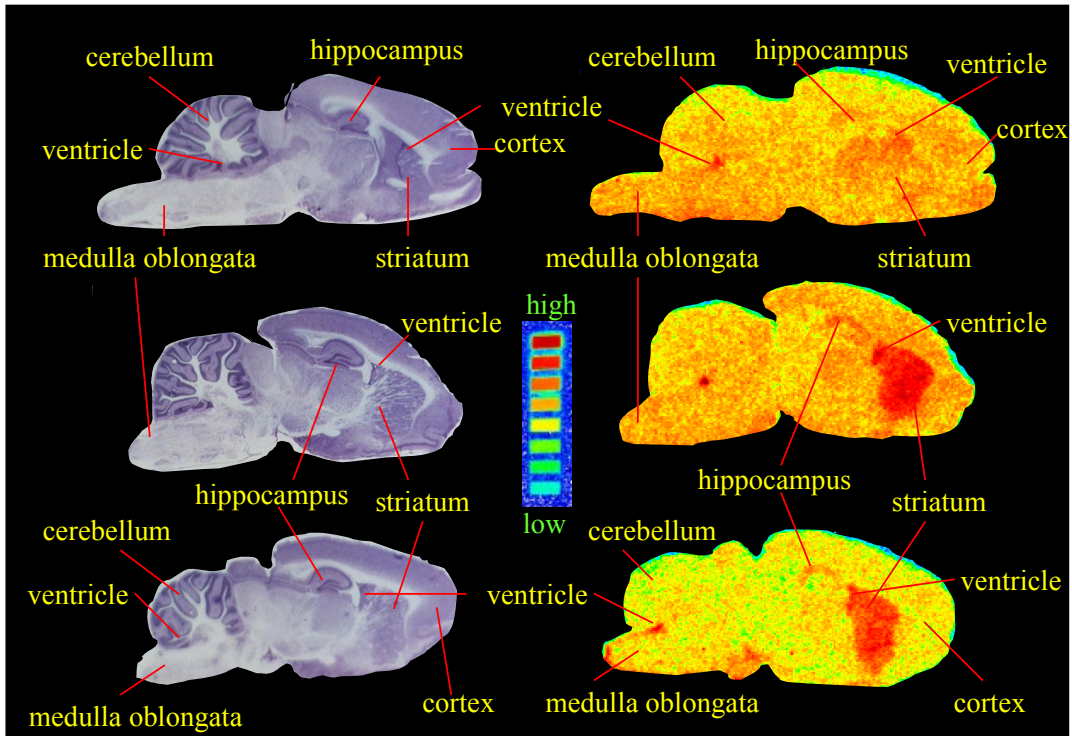 hippocampus
hippocampus
cerebellum
cerebellum
ventricle
ventricle
cortex
cortex
ventricle
medulla oblongata
striatum
medulla oblongata
striatum
high
ventricle
ventricle
hippocampus
hippocampus
striatum
striatum
low
cerebellum
cerebellum
ventricle
ventricle
ventricle
medulla oblongata
cortex
medulla oblongata
cortex